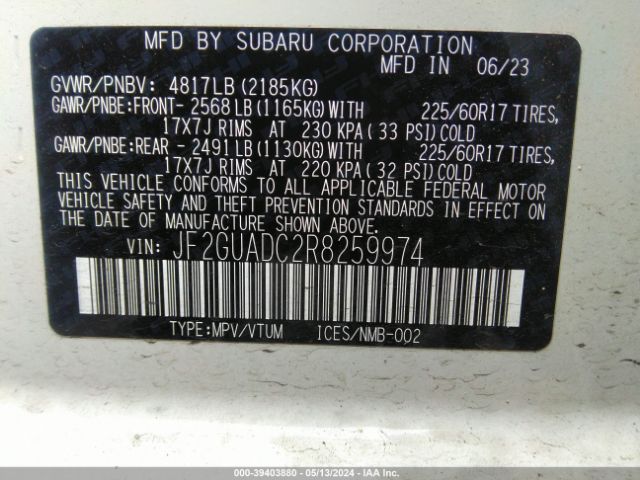 MFD BY SUBARU CORPORATION
MFD IN 06/23
GVWR/PNBV: 4817LB (2185KG)
GAWR/PNBE:FRONT- 2568 LB (1165KG) WITH 225/60R17 TIRES,
17X7J RIMS AT 230 KPA ( 33 PSI) COLD
GAWR/PNBE:REAR - 2491 LB (1130KG) WITH 225/60R17 TIRES,
17X7J RIMS AT 220 KPA ( 32 PSI) COLD
THIS VEHICLE CONFORMS TO ALL APPLICABLE FEDERAL MOTOR
VEHICLE SAFETY AND THEFT PREVENTION STANDARDS IN EFFECT ON
THE DATE OF MANUFACTURE SHOWN ABOVE.
VIN: JF2GUADC2R8259974
TYPE:MPV/VTUM ICES/NMB-002
000-39403880 - 05/13/2024 - IAA Inc.